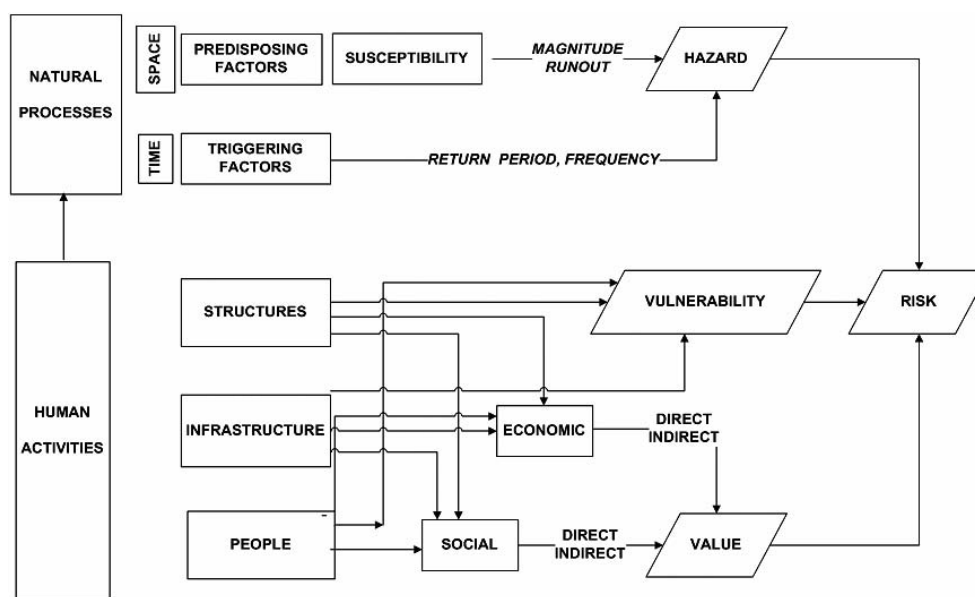 SPACE
PREDISPOSING
FACTORS
SUSCEPTIBILITY
MAGNITUDE
RUNOUT
HAZARD
NATURAL
PROCESSES
TIME
TRIGGERING
FACTORS
RETURN PERIOD, FREQUENCY
STRUCTURES
VULNERABILITY
RISK
HUMAN
ACTIVITIES
INFRASTRUCTURE
ECONOMIC
DIRECT
INDIRECT
PEOPLE
SOCIAL
DIRECT
INDIRECT
VALUE